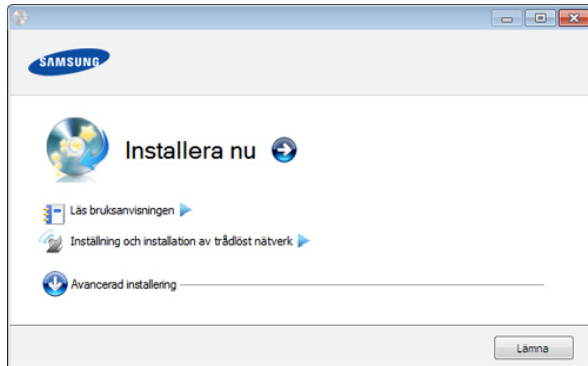 SAMSUNG
Installera nu
Läs bruksanvisningen
Inställning och installation av trådlöst nätverk
Avancerad installering
Lämna